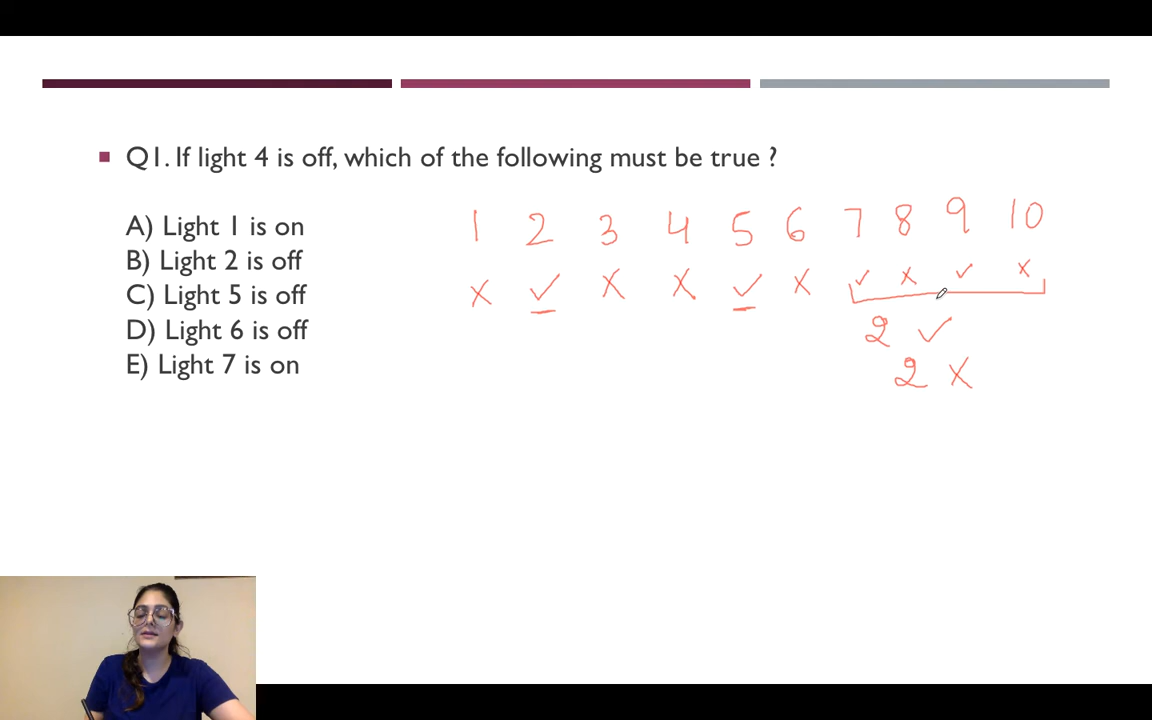 Q1. If light 4 is off, which of the following must be true ?
A) Light 1 is on
B) Light 2 is off
C) Light 5 is off
D) Light 6 is off
E) Light 7 is on
1 2 3 4 5 6 7 8 9 10
X ✓ X X ✓ X ✓ X ✓ X
2 ✓
2 X